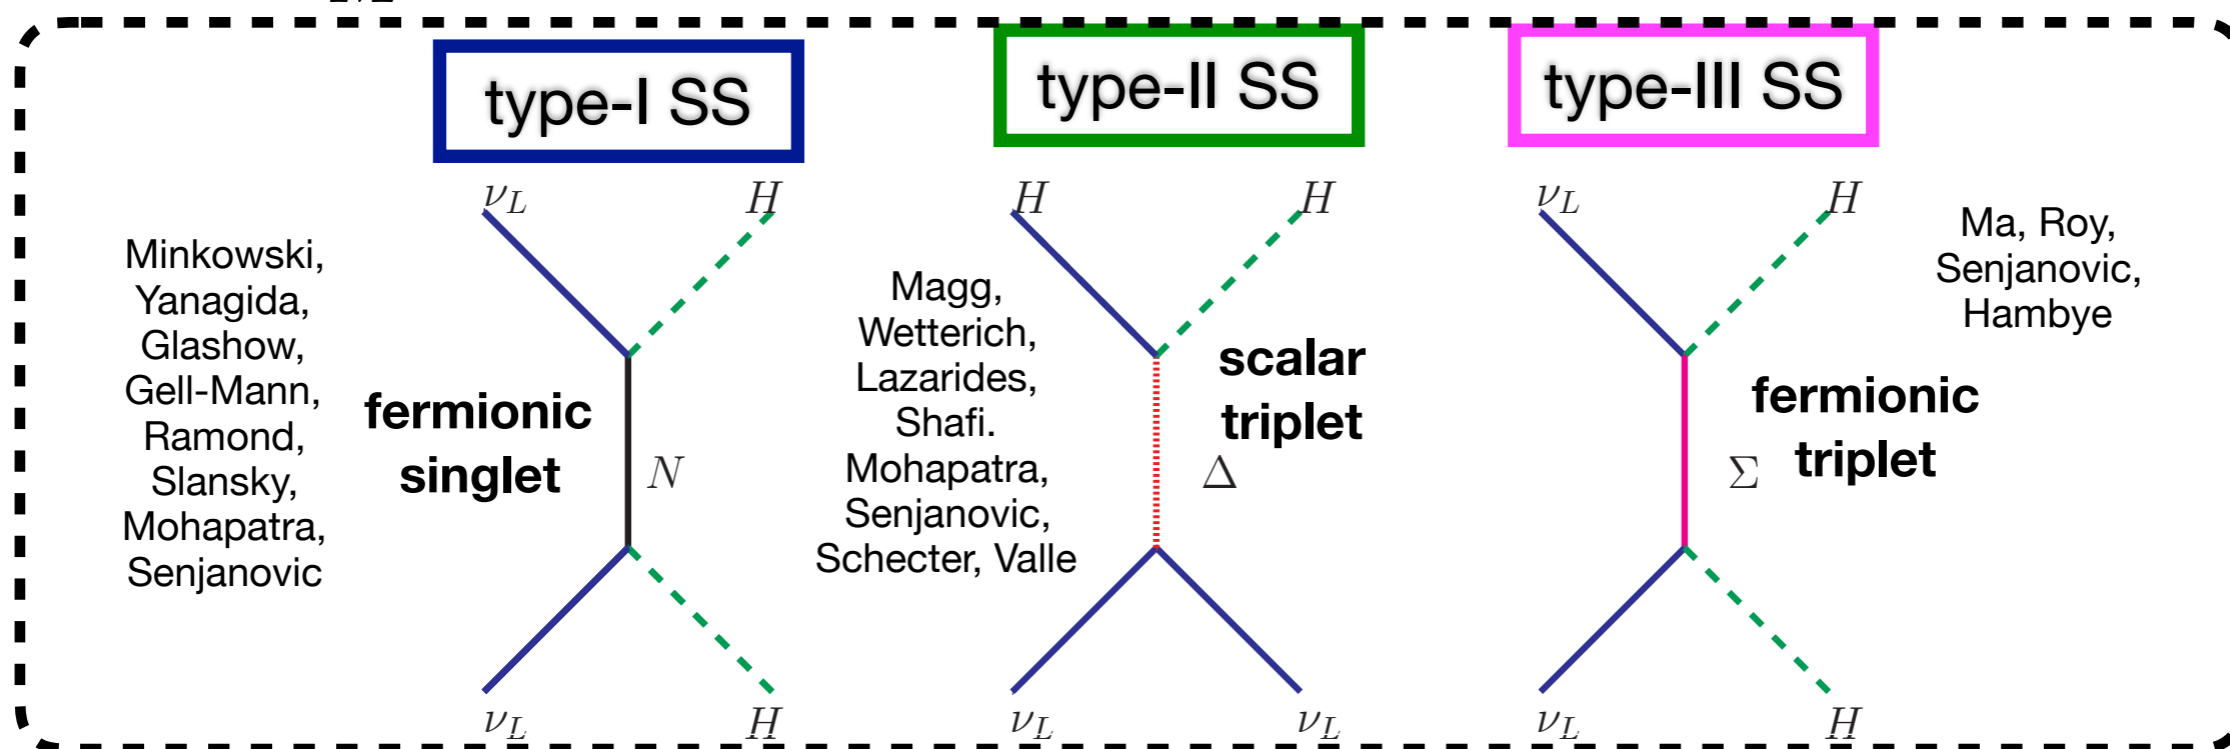 type-I SS
ν_L
H
Minkowski,
Yanagida,
Glashow,
Gell-Mann,
Ramond,
Slansky,
Mohapatra,
Senjanovic
fermionic
singlet
N
ν_L
H
type-II SS
H
H
Magg,
Wetterich,
Lazarides,
Shafi.
Mohapatra,
Senjanovic,
Schecter, Valle
scalar
triplet
Δ
ν_L
ν_L
type-III SS
ν_L
H
Ma, Roy,
Senjanovic,
Hambye
fermionic
triplet
Σ
ν_L
H